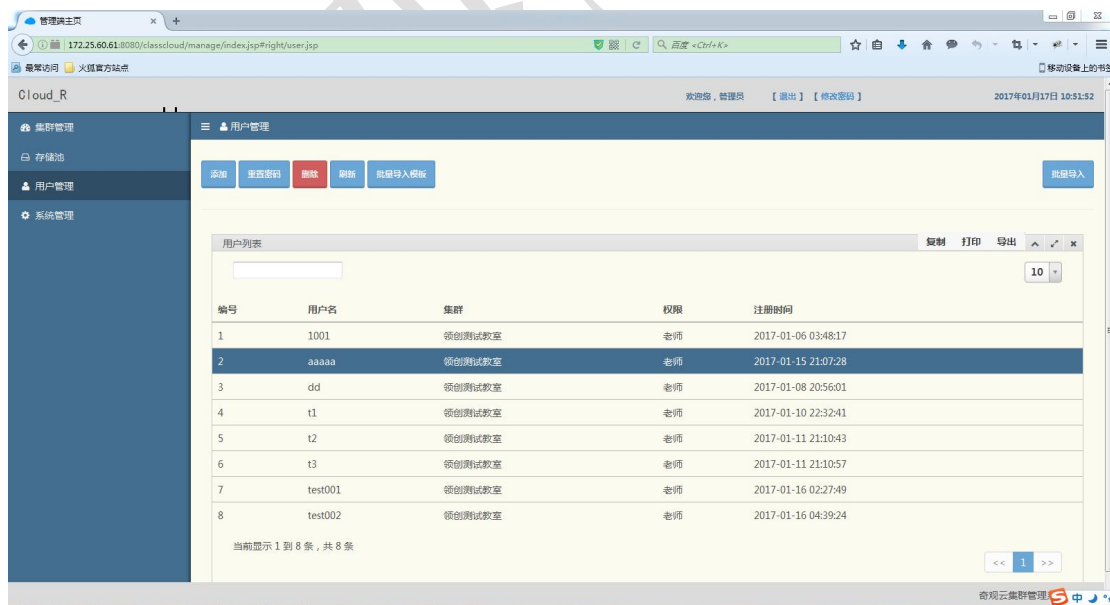 管理端主页
172.25.60.61:8080/classcloud/manage/index.jsp#right/user.jsp
百度 <Ctrl+K>
最常访问 火狐官方站点 移动设备上的书签
Cloud_R 欢迎您，管理员 【 退出 】 【 修改密码 】 2017年01月17日 10:51:52
集群管理
存储池
用户管理
系统管理
用户管理
添加 重置密码 删除 刷新 批量导入模板 批量导入
用户列表 复制 打印 导出
10
编号 用户名 集群 权限 注册时间
1 1001 领创测试教室 老师 2017-01-06 03:48:17
2 aaaaa 领创测试教室 老师 2017-01-15 21:07:28
3 dd 领创测试教室 老师 2017-01-08 20:56:01
4 t1 领创测试教室 老师 2017-01-10 22:32:41
5 t2 领创测试教室 老师 2017-01-11 21:10:43
6 t3 领创测试教室 老师 2017-01-11 21:10:57
7 test001 领创测试教室 老师 2017-01-16 02:27:49
8 test002 领创测试教室 老师 2017-01-16 04:39:24
当前显示 1 到 8 条，共 8 条
<< 1 >>
奇观云集群管理
中